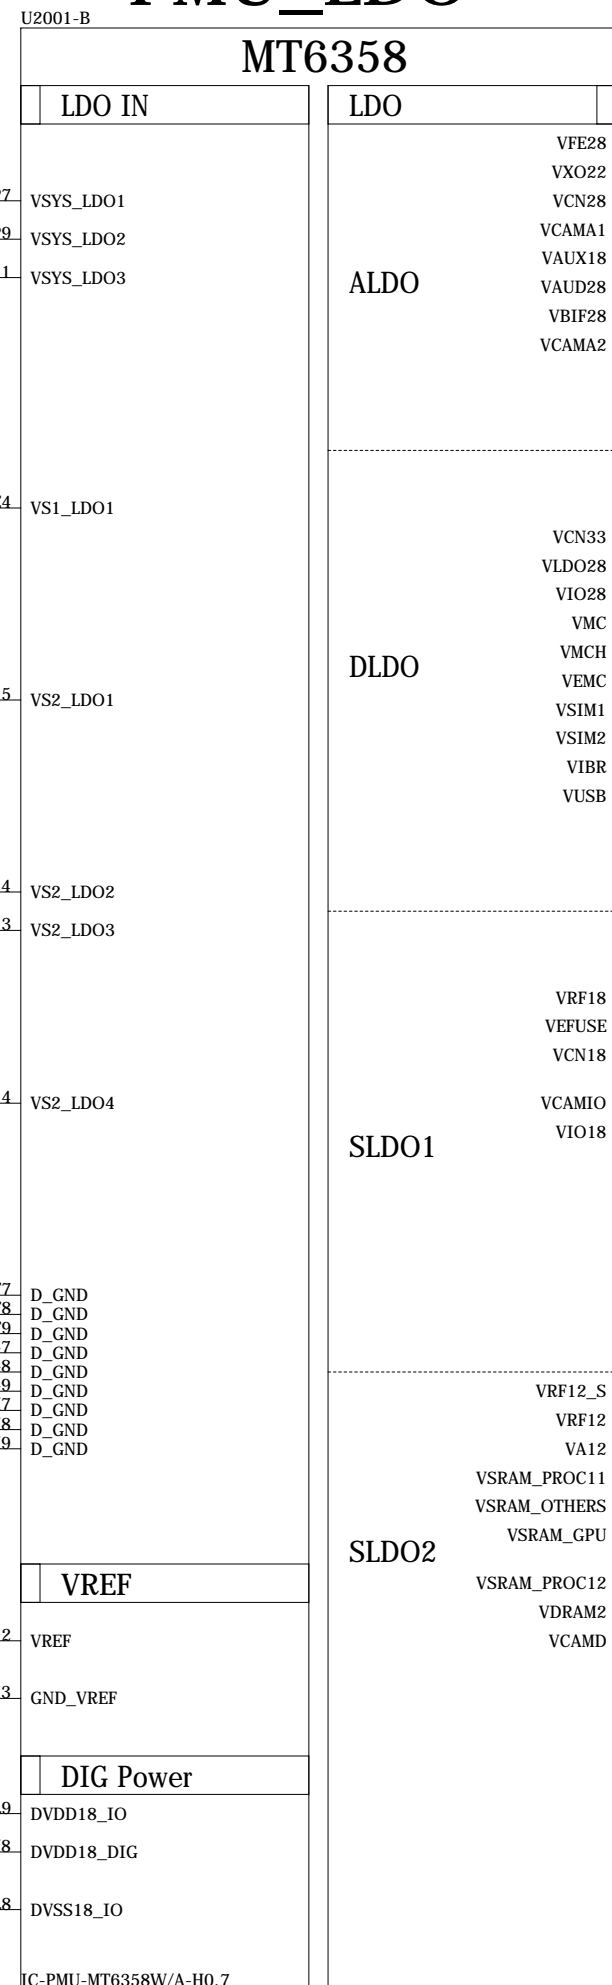 PMU_LDO
U2001-B
MT6358
LDO IN
VSYS_LDO1
VSYS_LDO2
VSYS_LDO3
VS1_LDO1
VS2_LDO1
VS2_LDO2
VS2_LDO3
VS2_LDO4
D_GND
D_GND
D_GND
D_GND
D_GND
D_GND
D_GND
D_GND
D_GND
VREF
VREF
GND_VREF
DIG Power
DVDD18_IO
DVDD18_DIG
DVSS18_IO
IC-PMU-MT6358W/A-H0.7
LDO
ALDO
VFE28
VXO22
VCN28
VCAMA1
VAUX18
VAUD28
VBIF28
VCAMA2
DLDO
VCN33
VLDO28
VIO28
VMC
VMCH
VEMC
VSIM1
VSIM2
VIBR
VUSB
SLDO1
VRF18
VEFUSE
VCN18
VCAMIO
VIO18
SLDO2
VRF12_S
VRF12
VA12
VSRAM_PROC11
VSRAM_OTHERS
VSRAM_GPU
VSRAM_PROC12
VDRAM2
VCAMD